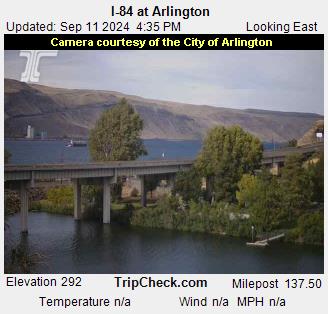 I-84 at Arlington
Updated: Sep 11 2024 4:35 PM Looking East
Camera courtesy of the City of Arlington
Elevation 292 TripCheck.com Milepost 137.50
Temperature n/a Wind n/a MPH n/a